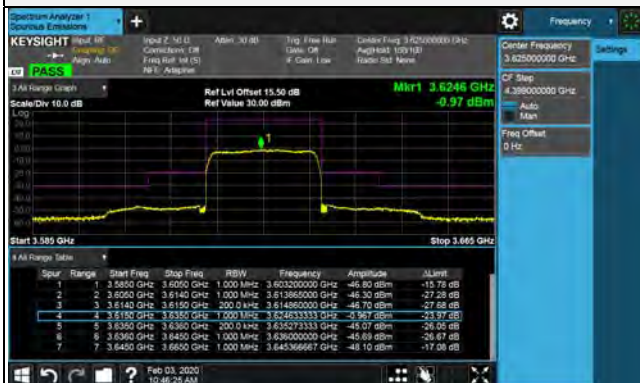 Spectrum Analyzer 1
Spurious Emissions
+
Frequency
KEYSIGHT Input: RF
Coupling: DC
Align: Auto
Input Z: 50 Ω
Corrections: Off
Freq Ref: Int (S)
NFE: Adaptive
Atten: 30 dB
Trig: Free Run
Gate: Off
IF Gain: Low
Center Freq: 3.625000000 GHz
Avg|Hold: 100/100
Radio Std: None
PASS
Center Frequency
3.625000000 GHz
Settings
CF Step
4.399000000 GHz
Auto
Man
Freq Offset
0 Hz
3 All Range Graph
Scale/Div 10.0 dB
Ref Lvl Offset 15.50 dB
Ref Value 30.00 dBm
Mkr1 3.6246 GHz
-0.97 dBm
Log
1
Start 3.585 GHz
Stop 3.665 GHz
All Range Table
Spur Range Start Freq Stop Freq RBW Frequency Amplitude ΔLimit
1 1 3.5850 GHz 3.6050 GHz 1.000 MHz 3.603200000 GHz -46.80 dBm -15.78 dB
2 2 3.6050 GHz 3.6140 GHz 1.000 MHz 3.613865000 GHz -46.30 dBm -27.28 dB
3 3 3.6140 GHz 3.6150 GHz 200.0 kHz 3.614865000 GHz -46.70 dBm -27.68 dB
4 4 3.6150 GHz 3.6350 GHz 1.000 MHz 3.624633333 GHz -0.967 dBm -23.97 dB
5 5 3.6350 GHz 3.6360 GHz 200.0 kHz 3.635273333 GHz -45.07 dBm -26.05 dB
6 6 3.6360 GHz 3.6450 GHz 1.000 MHz 3.636000000 GHz -45.69 dBm -26.67 dB
7 7 3.6450 GHz 3.6650 GHz 1.000 MHz 3.645366667 GHz -48.10 dBm -17.08 dB
?
Feb 03, 2020
10:46:25 AM